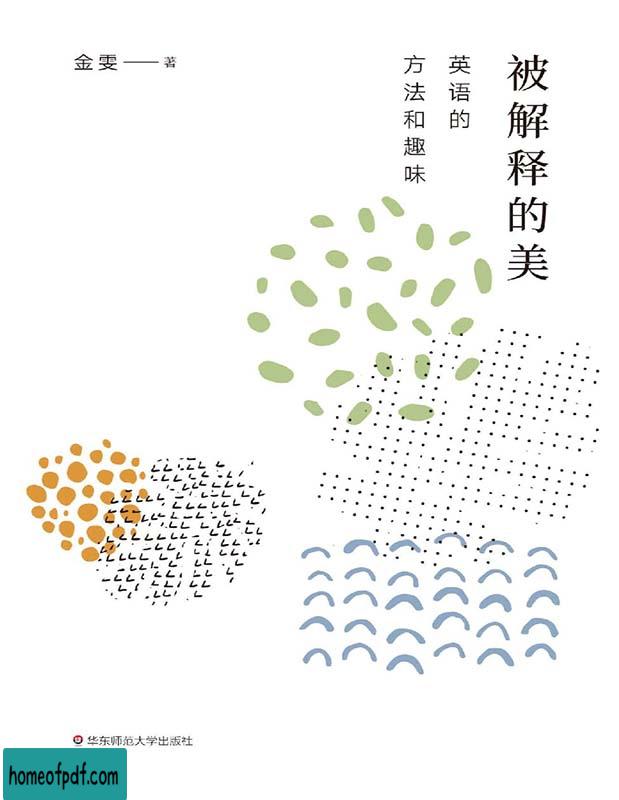 被解释的美
英语的
方法和趣味
金雯——著
华东师范大学出版社
homeofpdf.com